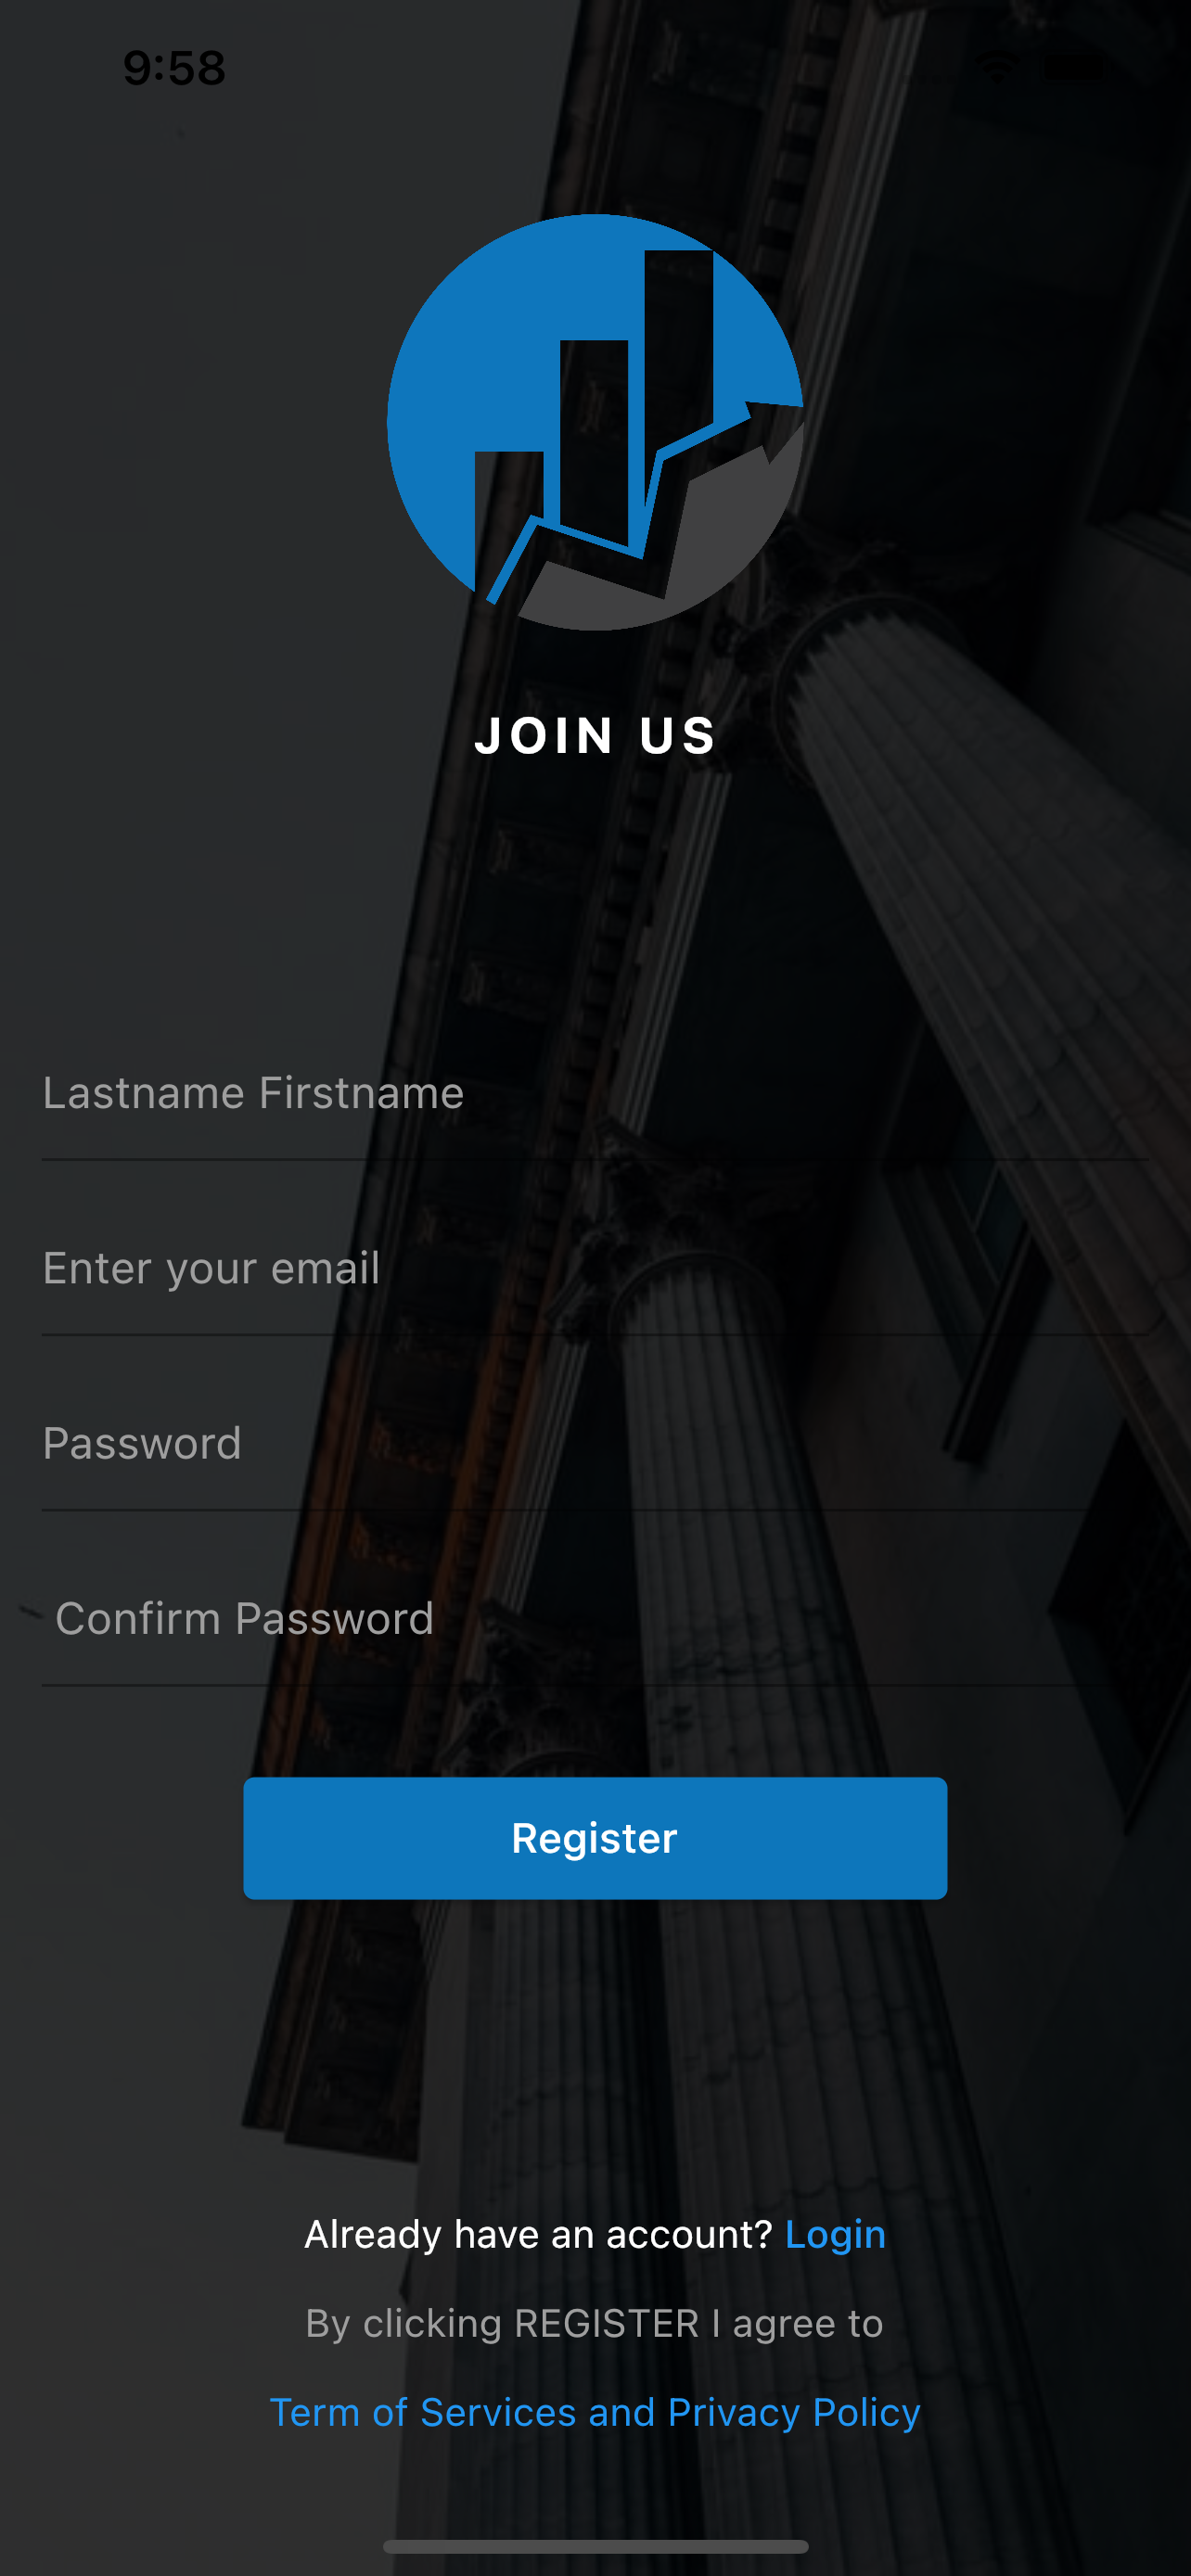 9:58
JOIN US
Lastname Firstname
Enter your email
Password
Confirm Password
Register
Already have an account? Login
By clicking REGISTER I agree to
Term of Services and Privacy Policy